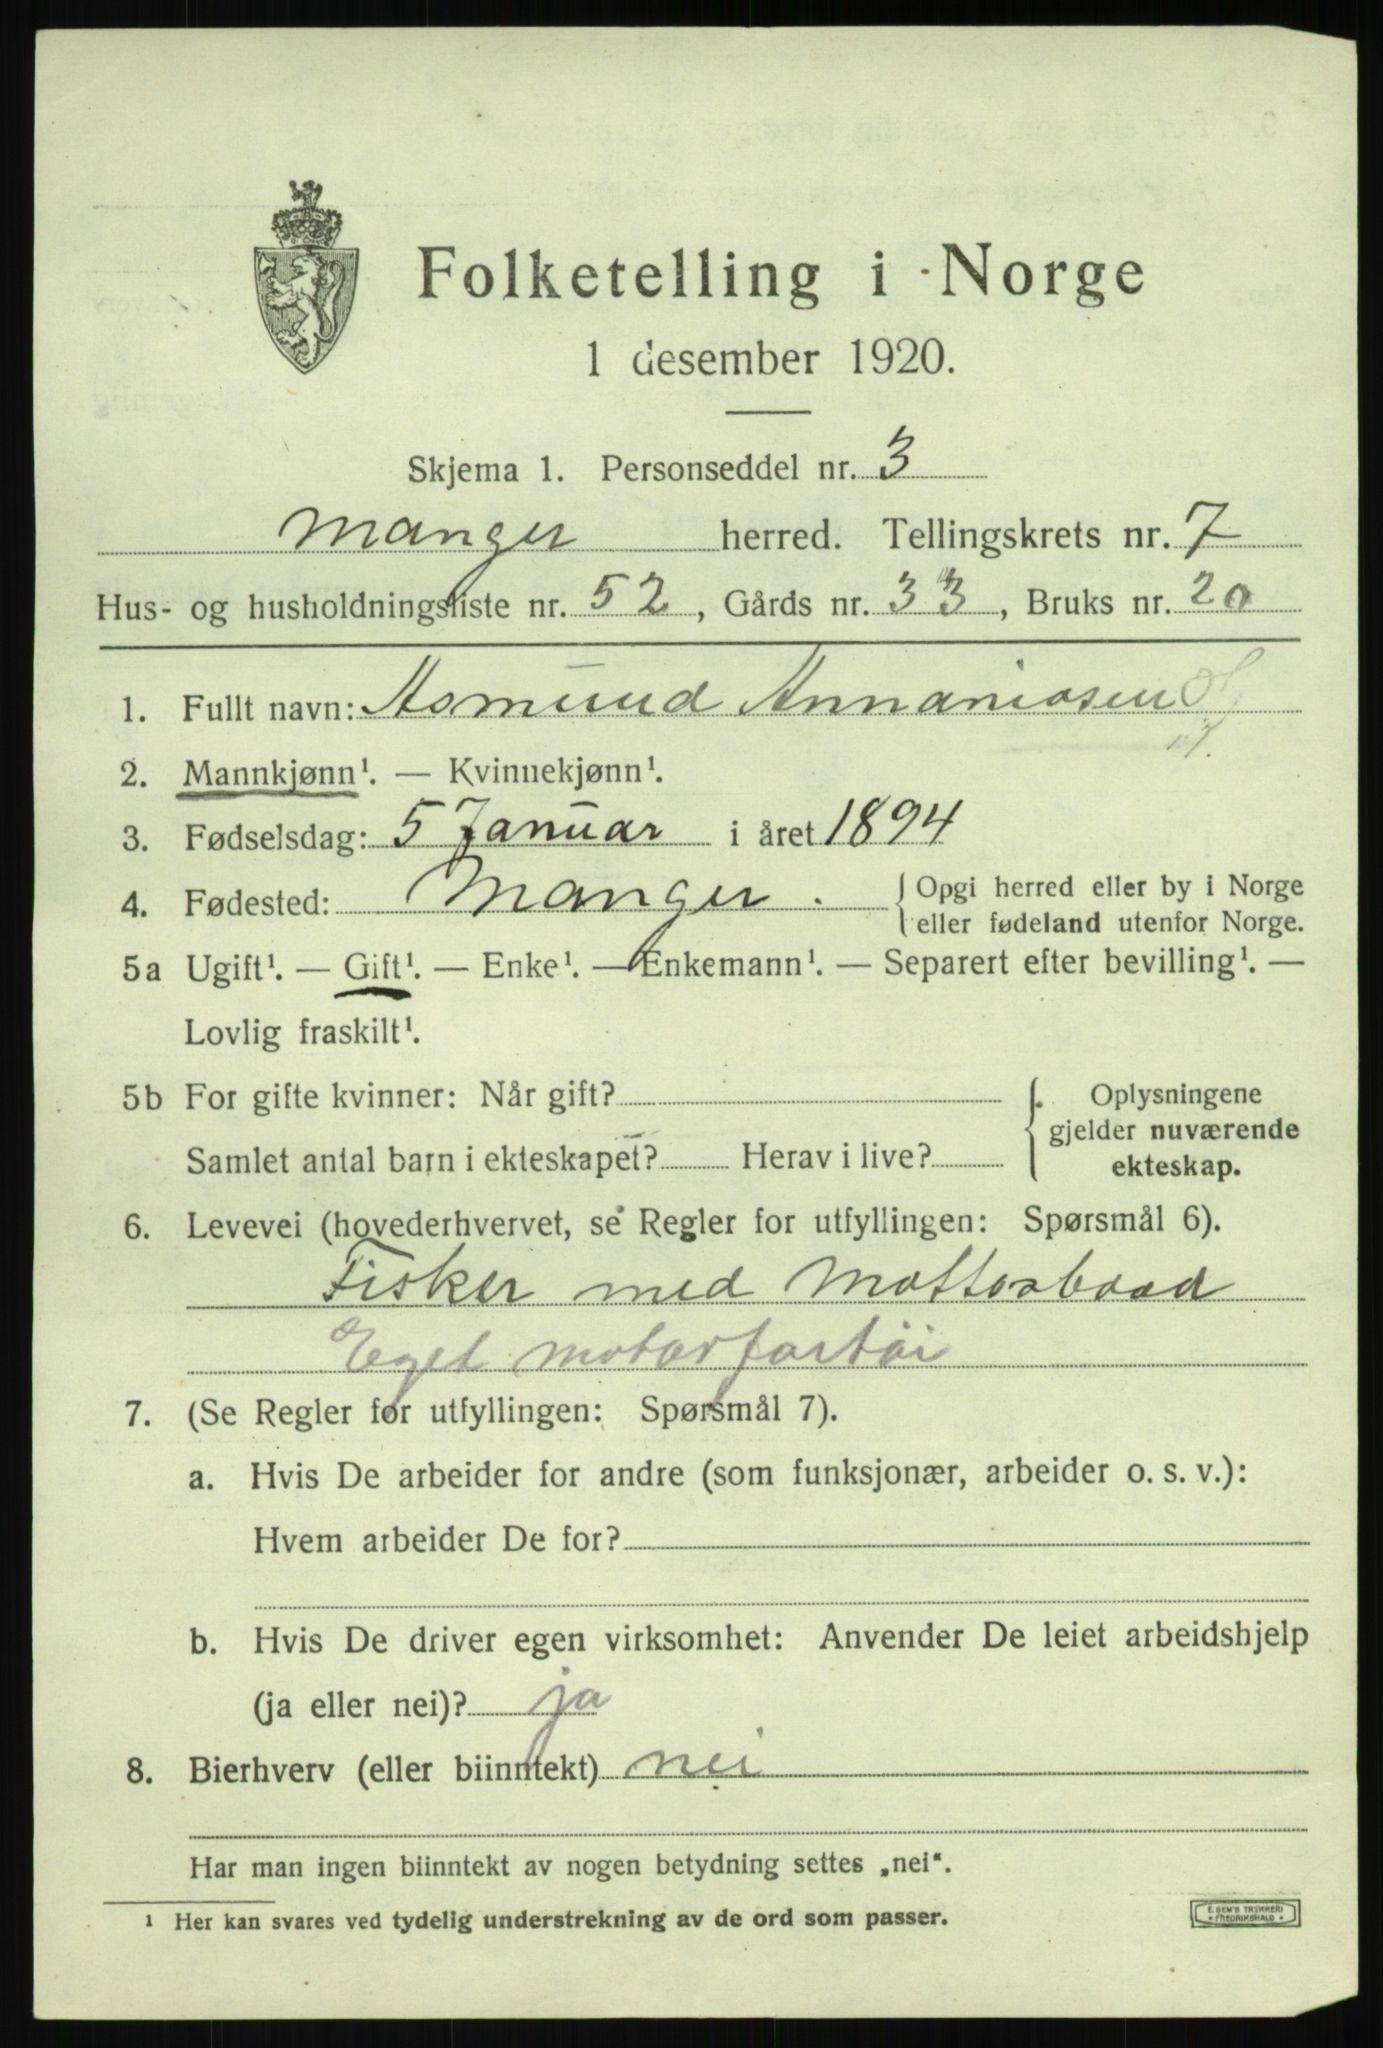 Folketelling i Norge
1 desember 1920.
Skjema 1. Personseddel nr. 3
Manger herred. Tellingskrets nr. 7
Hus- og husholdningsliste nr. 52, Gårds nr. 33, Bruks nr. 20
1. Fullt navn: Asmund Annaniasen
2. Mannkjønn¹. — Kvinnekjønn¹.
3. Fødselsdag: 5 Januar i året 1894
4. Fødested: Manger. { Opgi herred eller by i Norge
eller fødeland utenfor Norge.
5a Ugift¹. — Gift¹. — Enke¹. — Enkemann¹. — Separert efter bevilling¹. —
Lovlig fraskilt¹.
5b For gifte kvinner: Når gift?
Samlet antal barn i ekteskapet? Herav i live?
{ Oplysningene
gjelder nuværende
ekteskap.
6. Levevei (hovederhvervet, se Regler for utfyllingen: Spørsmål 6).
Fisker med Mottorbaad
Eget motorfartøi
7. (Se Regler for utfyllingen: Spørsmål 7).
a. Hvis De arbeider for andre (som funksjonær, arbeider o. s. v.):
Hvem arbeider De for?
b. Hvis De driver egen virksomhet: Anvender De leiet arbeidshjelp
(ja eller nei)? ja
8. Bierhverv (eller biinntekt) nei
Har man ingen biinntekt av nogen betydning settes „nei“.
¹ Her kan svares ved tydelig understrekning av de ord som passer.
E. SEM'S TRYKKERI
FREDRIKSHALD